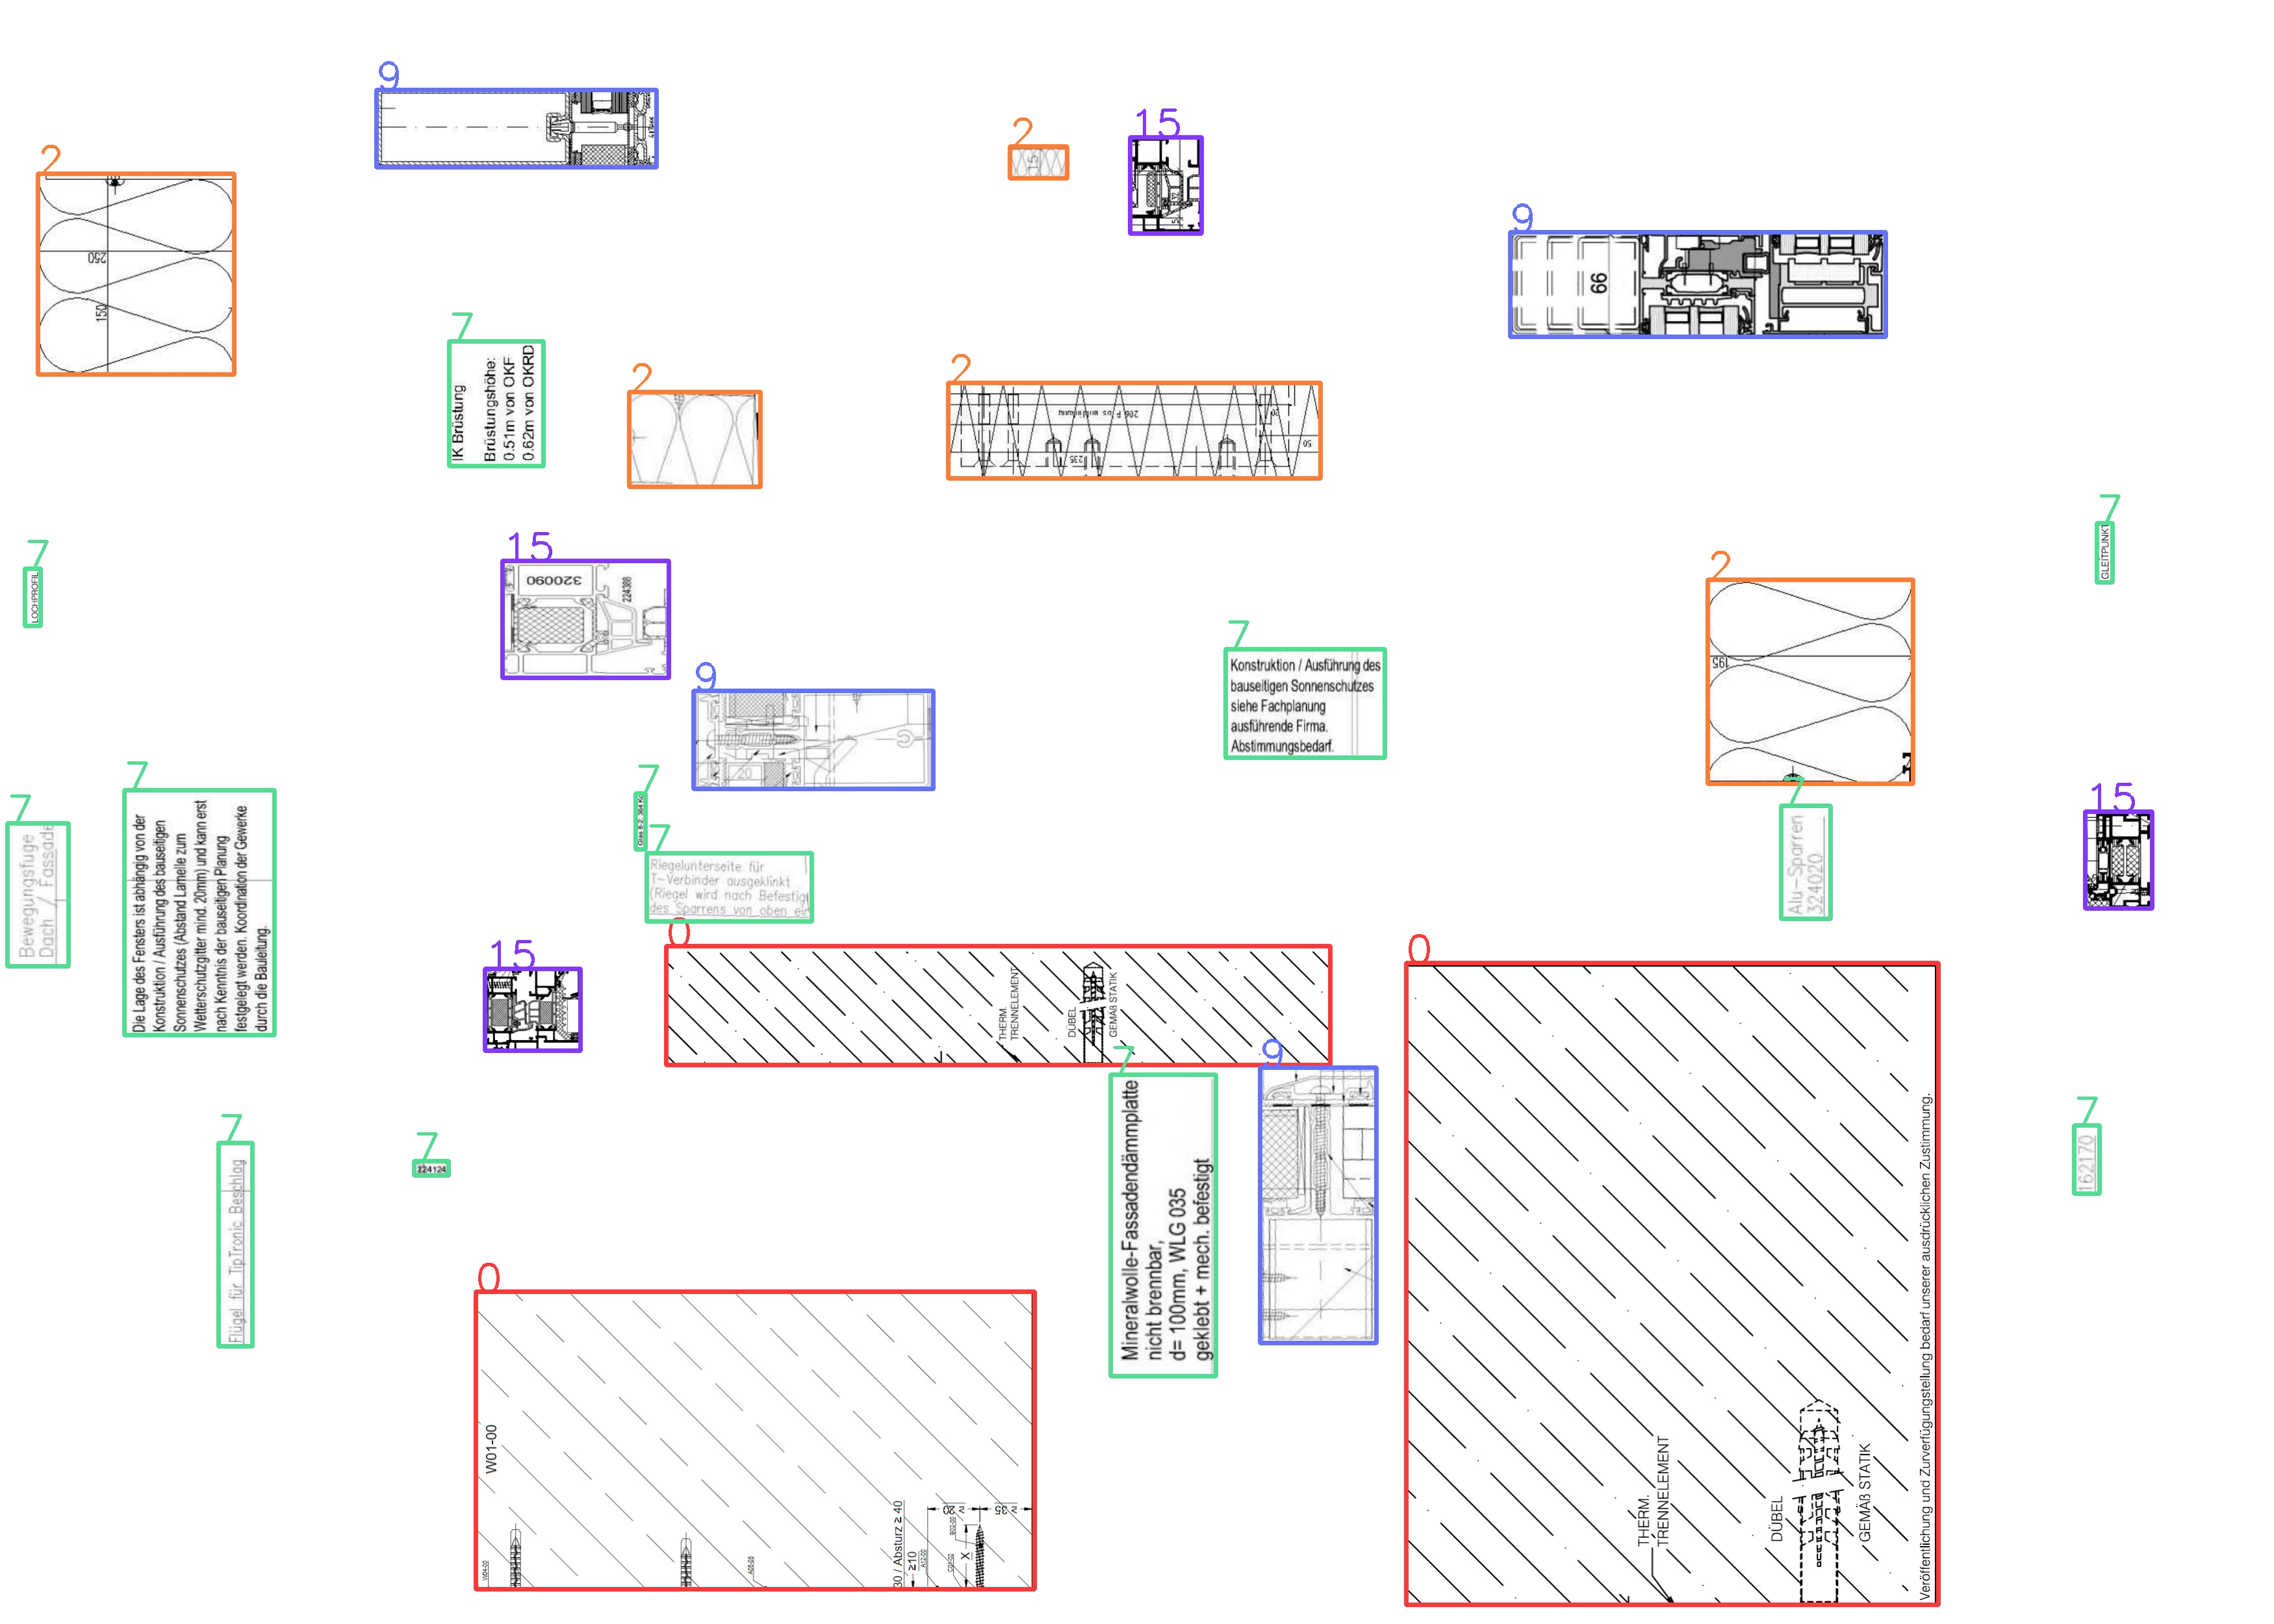 9
2
15
2
15
250
150
9
66
7
IK Brüstung
Brüstungshöhe:
0.51m von OKF
0.62m von OKRD
2
2
235
20
50
7
LOCHPROFIL
7
GLEITPUNKT
15
320090
224388
2
195
7
Konstruktion / Ausführung des
bauseitigen Sonnenschutzes
siehe Fachplanung
ausführende Firma.
Abstimmungsbedarf.
9
20
7
Bewegungsfuge
Dach / Fassade
7
Die Lage des Fensters ist abhängig von der
Konstruktion / Ausführung des bauseitigen
Sonnenschutzes (Abstand Lamelle zum
Wetterschutzgitter mind. 20mm) und kann erst
nach Kenntnis der bauseitigen Planung
festgelegt werden. Koordination der Gewerke
durch die Bauleitung.
7
7
Riegelunterseite für
T-Verbinder ausgeklinkt
(Riegel wird nach Befestig
des Sparrens von oben ein
7
Alu-Sparren
324020
15
15
0
THERM.
TRENNELEMENT
DÜBEL
GEMÄß STATIK
0
THERM.
TRENNELEMENT
DÜBEL
GEMÄß STATIK
Veröffentlichung und Zurverfügungstellung bedarf unserer ausdrücklichen Zustimmung.
7
Mineralwolle-Fassadendämmplatte
nicht brennbar,
d= 100mm, WLG 035
geklebt + mech. befestigt
9
7
Flügel für TipTronic Beschlag
7
224124
7
162170
0
W01-00
30 / Absturz ≥ 40
≥10
X
≥ 20
≥ 35